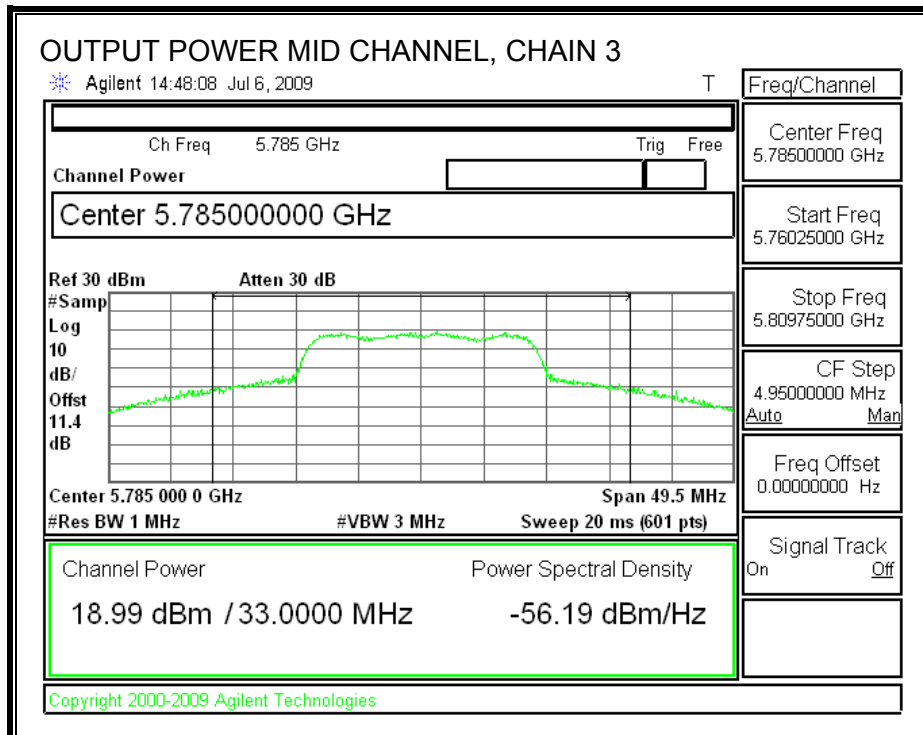 OUTPUT POWER MID CHANNEL, CHAIN 3
Agilent 14:48:08 Jul 6, 2009 T
Freq/Channel
Ch Freq 5.785 GHz Trig Free
Channel Power
Center 5.785000000 GHz
Ref 30 dBm Atten 30 dB
#Samp
Log
10
dB/
Offst
11.4
dB
Center 5.785 000 0 GHz Span 49.5 MHz
#Res BW 1 MHz #VBW 3 MHz Sweep 20 ms (601 pts)
Channel Power Power Spectral Density
18.99 dBm / 33.0000 MHz -56.19 dBm/Hz
Copyright 2000-2009 Agilent Technologies
Center Freq
5.78500000 GHz
Start Freq
5.76025000 GHz
Stop Freq
5.80975000 GHz
CF Step
4.95000000 MHz
Auto Man
Freq Offset
0.00000000 Hz
Signal Track
On Off